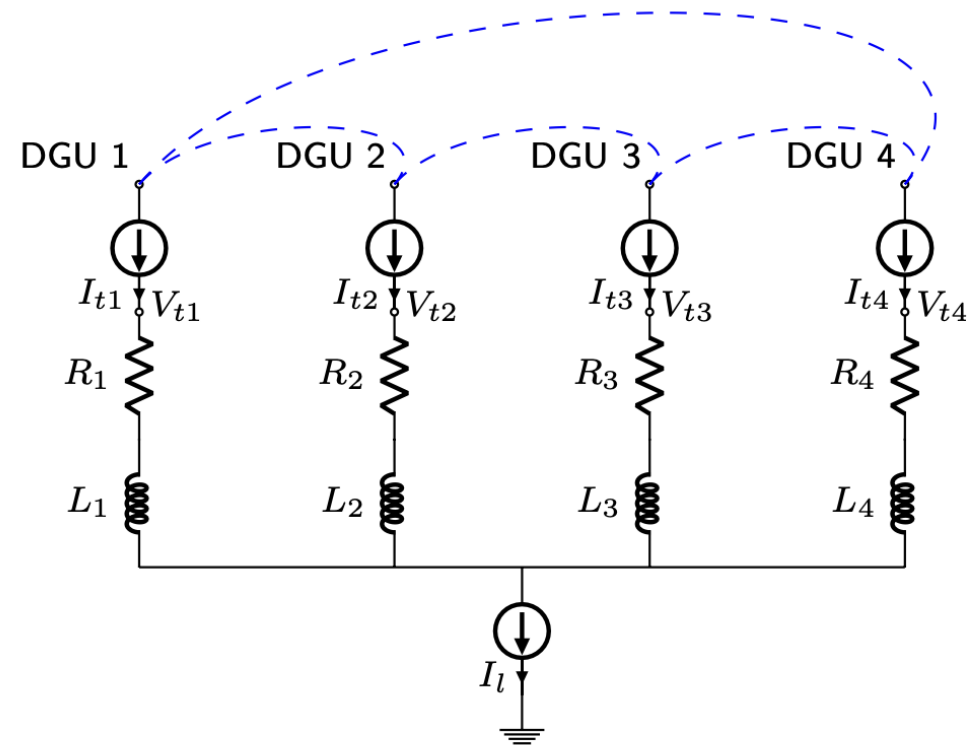 DGU 1 DGU 2 DGU 3 DGU 4
I_{t1} V_{t1} I_{t2} V_{t2} I_{t3} V_{t3} I_{t4} V_{t4}
R_1 R_2 R_3 R_4
L_1 L_2 L_3 L_4
I_l